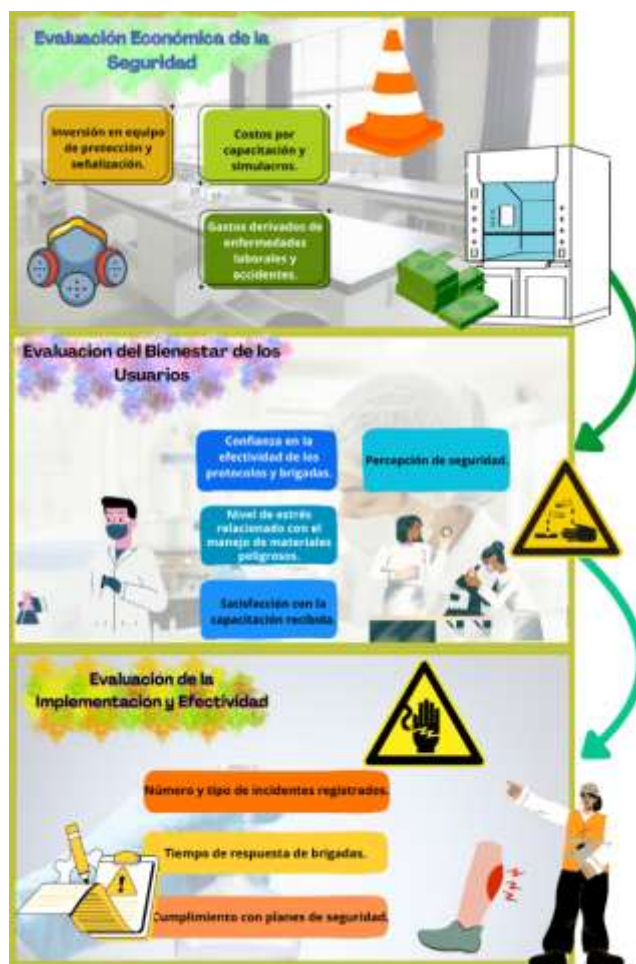 Evaluación Económica de la
Seguridad
Inversión en equipo
de protección y
señalización.
Costos por
capacitación y
simulacros.
Gastos derivados de
enfermedades
laborales y
accidentes.
Evaluacion del Bienestar de los
Usuarios
Confianza en la
efectividad de los
protocolos y brigadas.
Percepción de seguridad.
Nivel de estrés
relacionado con el
manejo de materiales
peligrosos.
Satisfacción con la
capacitación recibida
Evaluación de la
Implementación y Efectividad
Número y tipo de incidentes registrados.
Tiempo de respuesta de brigadas.
Cumplimiento con planes de seguridad.